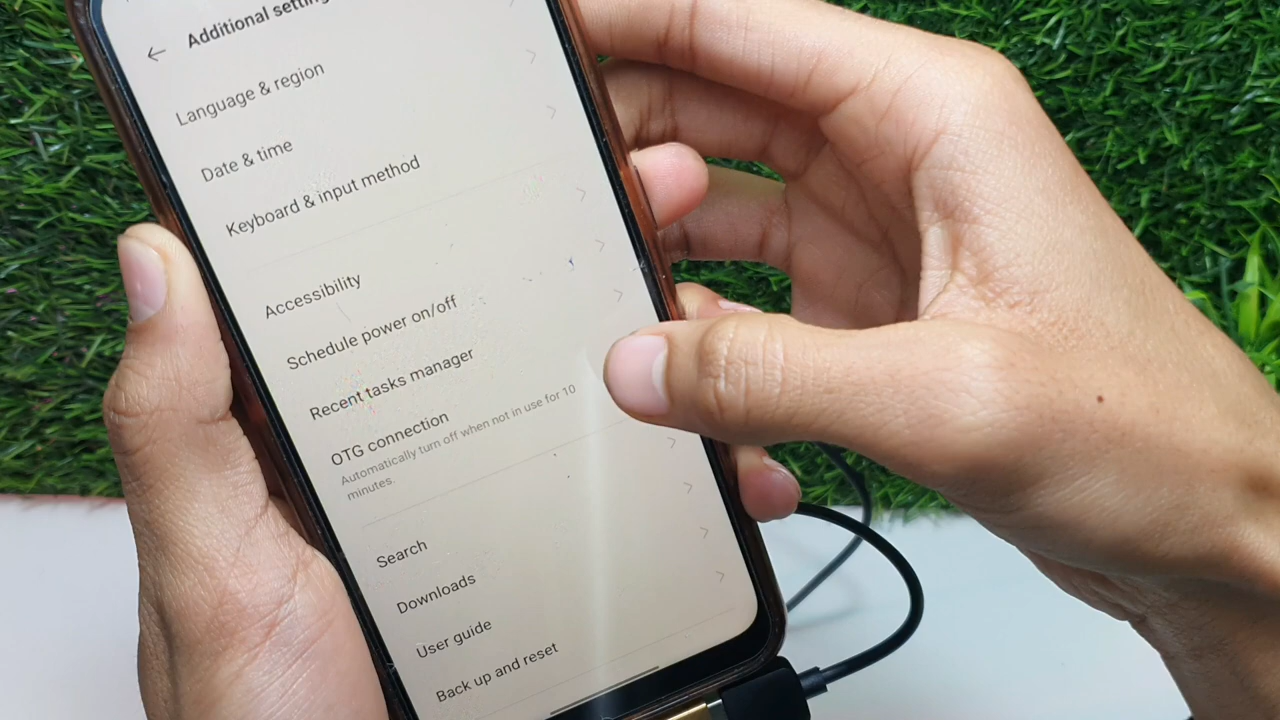 Additional setting
Language & region
Date & time
Keyboard & input method
Accessibility
Schedule power on/off
Recent tasks manager
OTG connection
Automatically turn off when not in use for 10
minutes.
Search
Downloads
User guide
Back up and reset